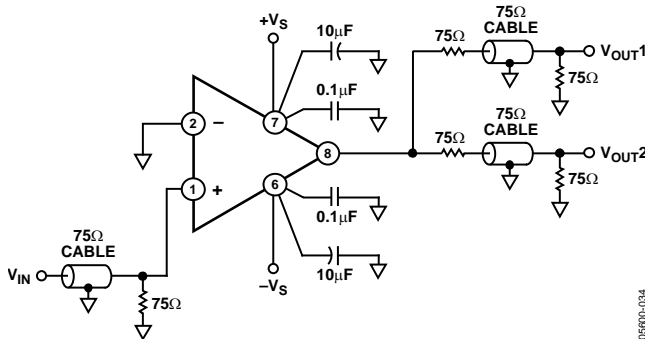 +VS
10µF
0.1µF
2
–
7
8
1
+
6
0.1µF
10µF
–VS
VIN
75Ω
CABLE
75Ω
75Ω
75Ω
CABLE
VOUT1
75Ω
75Ω
75Ω
CABLE
VOUT2
75Ω
05600-034